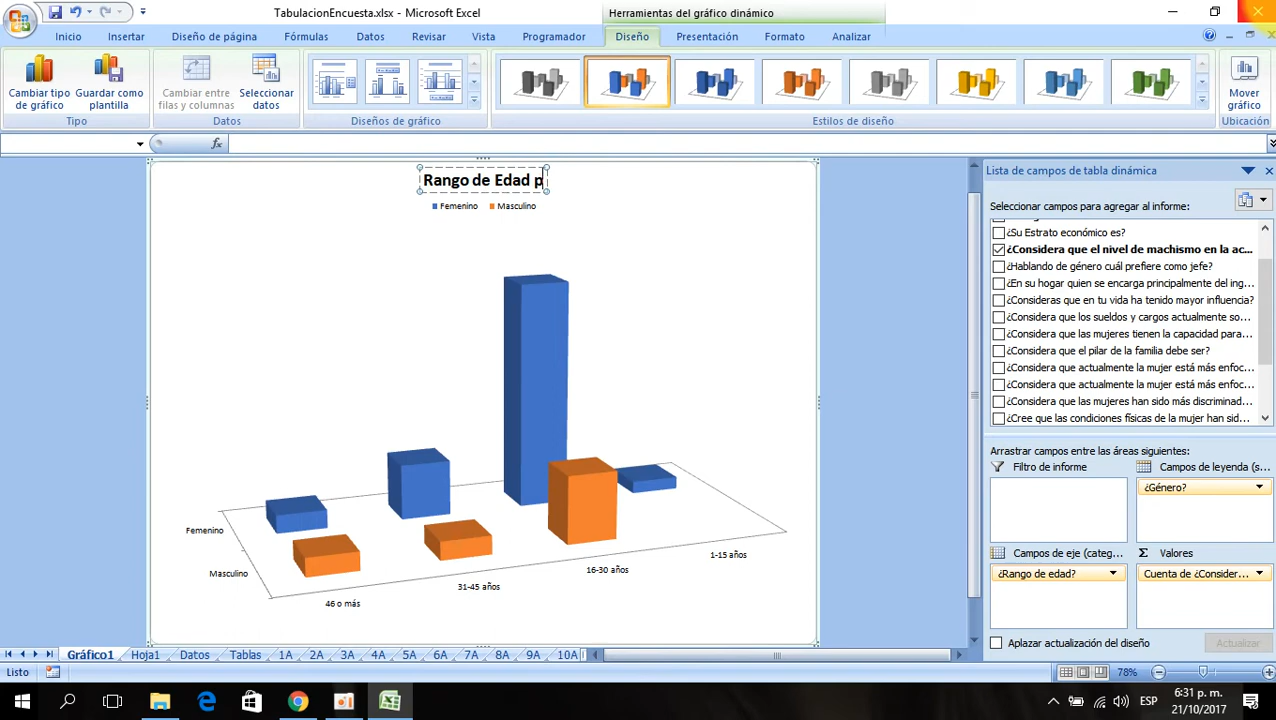 TabulacionEncuesta.xlsx - Microsoft Excel
Herramientas del gráfico dinámico
Inicio
Insertar
Diseño de página
Fórmulas
Datos
Revisar
Vista
Programador
Diseño
Presentación
Formato
Analizar
Cambiar tipo
de gráfico
Guardar como
plantilla
Cambiar entre
filas y columnas
Seleccionar
datos
Mover
gráfico
Tipo
Datos
Diseños de gráfico
Estilos de diseño
Ubicación
fx
Rango de Edad p
Femenino
Masculino
Femenino
Masculino
46 o más
31-45 años
16-30 años
1-15 años
Lista de campos de tabla dinámica
Seleccionar campos para agregar al informe:
¿Su Estrato económico es?
¿Considera que el nivel de machismo en la ac...
¿Hablando de género cuál prefiere como jefe?
¿En su hogar quien se encarga principalmente del ing...
¿Consideras que en tu vida ha tenido mayor influencia?
¿Considera que los sueldos y cargos actualmente so...
¿Considera que las mujeres tienen la capacidad para...
¿Considera que el pilar de la familia debe ser?
¿Considera que actualmente la mujer está más enfoc...
¿Considera que actualmente la mujer está más enfoc...
¿Considera que las mujeres han sido más discriminad...
¿Cree que las condiciones físicas de la mujer han sid...
Arrastrar campos entre las áreas siguientes:
Filtro de informe
Campos de leyenda (s...
¿Género?
Campos de eje (categ...
Σ Valores
¿Rango de edad?
Cuenta de ¿Consider...
Aplazar actualización del diseño
Actualizar
Gráfico1
Hoja1
Datos
Tablas
1A
2A
3A
4A
5A
6A
7A
8A
9A
10A
Listo
78%
ESP
6:31 p. m.
21/10/2017